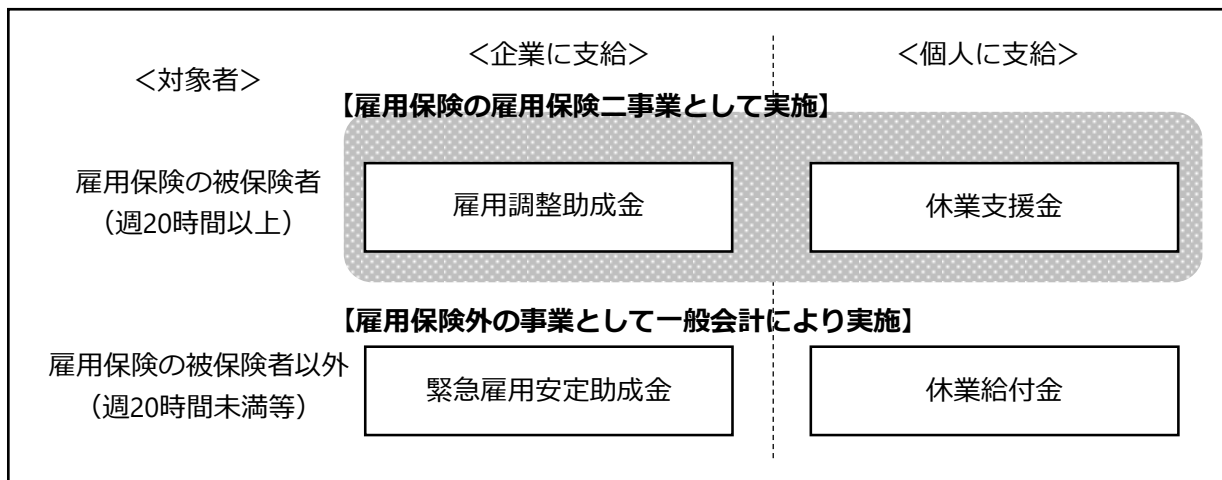 <企業に支給>
<個人に支給>
<対象者>
【雇用保険の雇用保険二事業として実施】
雇用保険の被保険者
（週20時間以上）
雇用調整助成金
休業支援金
【雇用保険外の事業として一般会計により実施】
雇用保険の被保険者以外
（週20時間未満等）
緊急雇用安定助成金
休業給付金